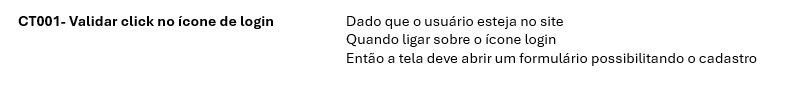 CT001- Validar click no ícone de login
Dado que o usuário esteja no site
Quando ligar sobre o ícone login
Então a tela deve abrir um formulário possibilitando o cadastro